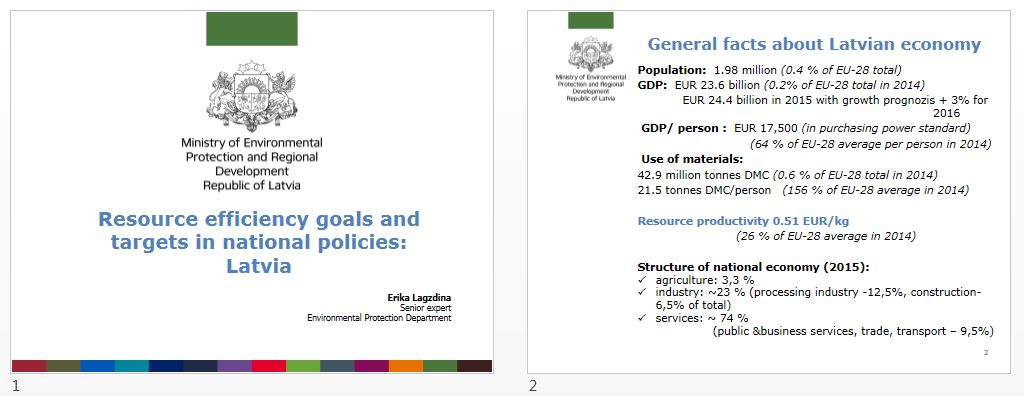 Ministry of Environmental
Protection and Regional
Development
Republic of Latvia
Resource efficiency goals and
targets in national policies:
Latvia
Erika Lagzdina
Senior expert
Environmental Protection Department
1
Ministry of Environmental
Protection and Regional
Development
Republic of Latvia
General facts about Latvian economy
Population: 1.98 million (0.4 % of EU-28 total)
GDP: EUR 23.6 billion (0.2% of EU-28 total in 2014)
EUR 24.4 billion in 2015 with growth prognozis + 3% for
2016
GDP/ person : EUR 17,500 (in purchasing power standard)
(64 % of EU-28 average per person in 2014)
Use of materials:
42.9 million tonnes DMC (0.6 % of EU-28 total in 2014)
21.5 tonnes DMC/person (156 % of EU-28 average in 2014)
Resource productivity 0.51 EUR/kg
(26 % of EU-28 average in 2014)
Structure of national economy (2015):
✓ agriculture: 3,3 %
✓ industry: ~23 % (processing industry -12,5%, construction-
6,5% of total)
✓ services: ~ 74 %
(public &business services, trade, transport – 9,5%)
2
2